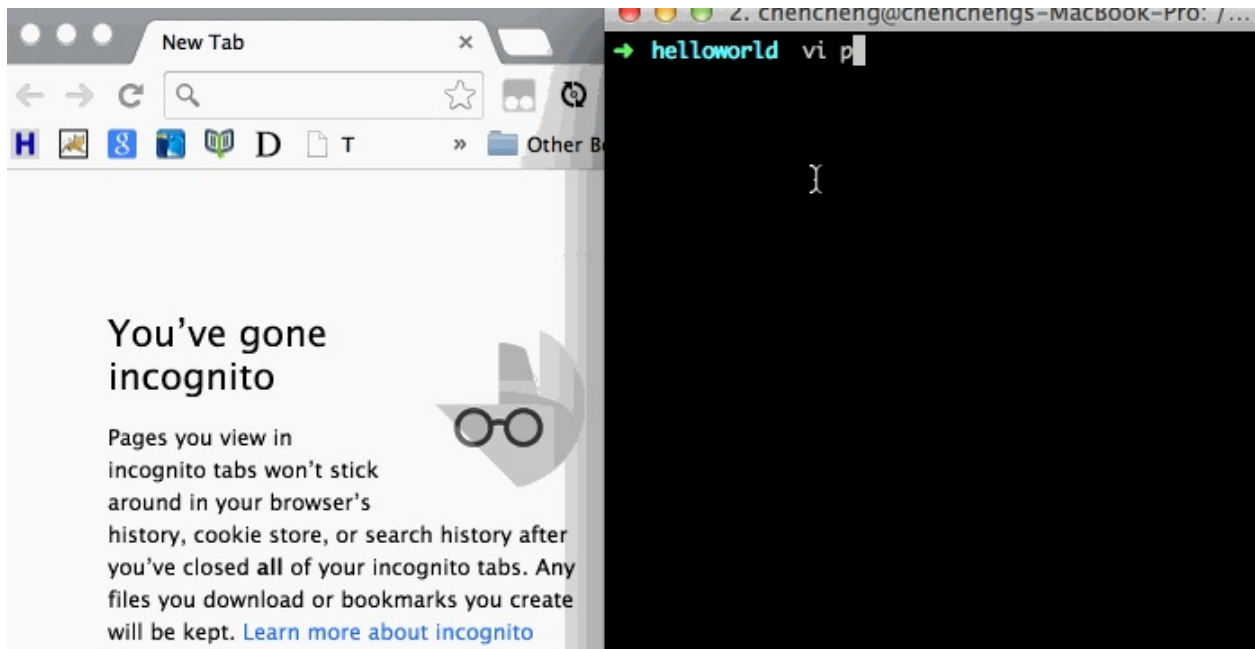 New Tab
H 8 D T » Other B
You've gone
incognito
Pages you view in
incognito tabs won't stick
around in your browser's
history, cookie store, or search history after
you've closed all of your incognito tabs. Any
files you download or bookmarks you create
will be kept. Learn more about incognito
2. chencheng@chenchengs-MacBook-Pro: /...
→ helloworld vi p